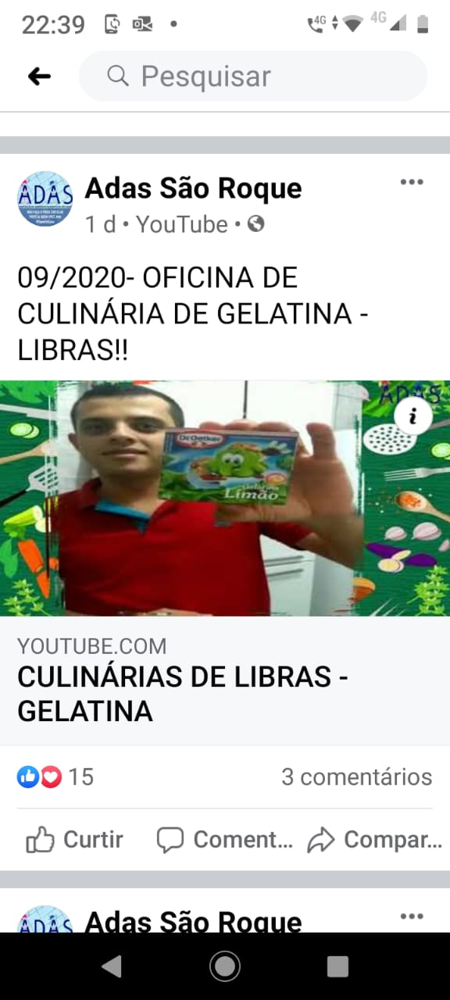 22:39
4G
4G
Pesquisar
ADAS
Adas São Roque
1 d • YouTube •
09/2020- OFICINA DE
CULINÁRIA DE GELATINA -
LIBRAS!!
ADAS
i
Dr.Oetker
Gelatina
Limão
YOUTUBE.COM
CULINÁRIAS DE LIBRAS -
GELATINA
15
3 comentários
Curtir
Coment...
Compar...
ADAS
Adas São Roque